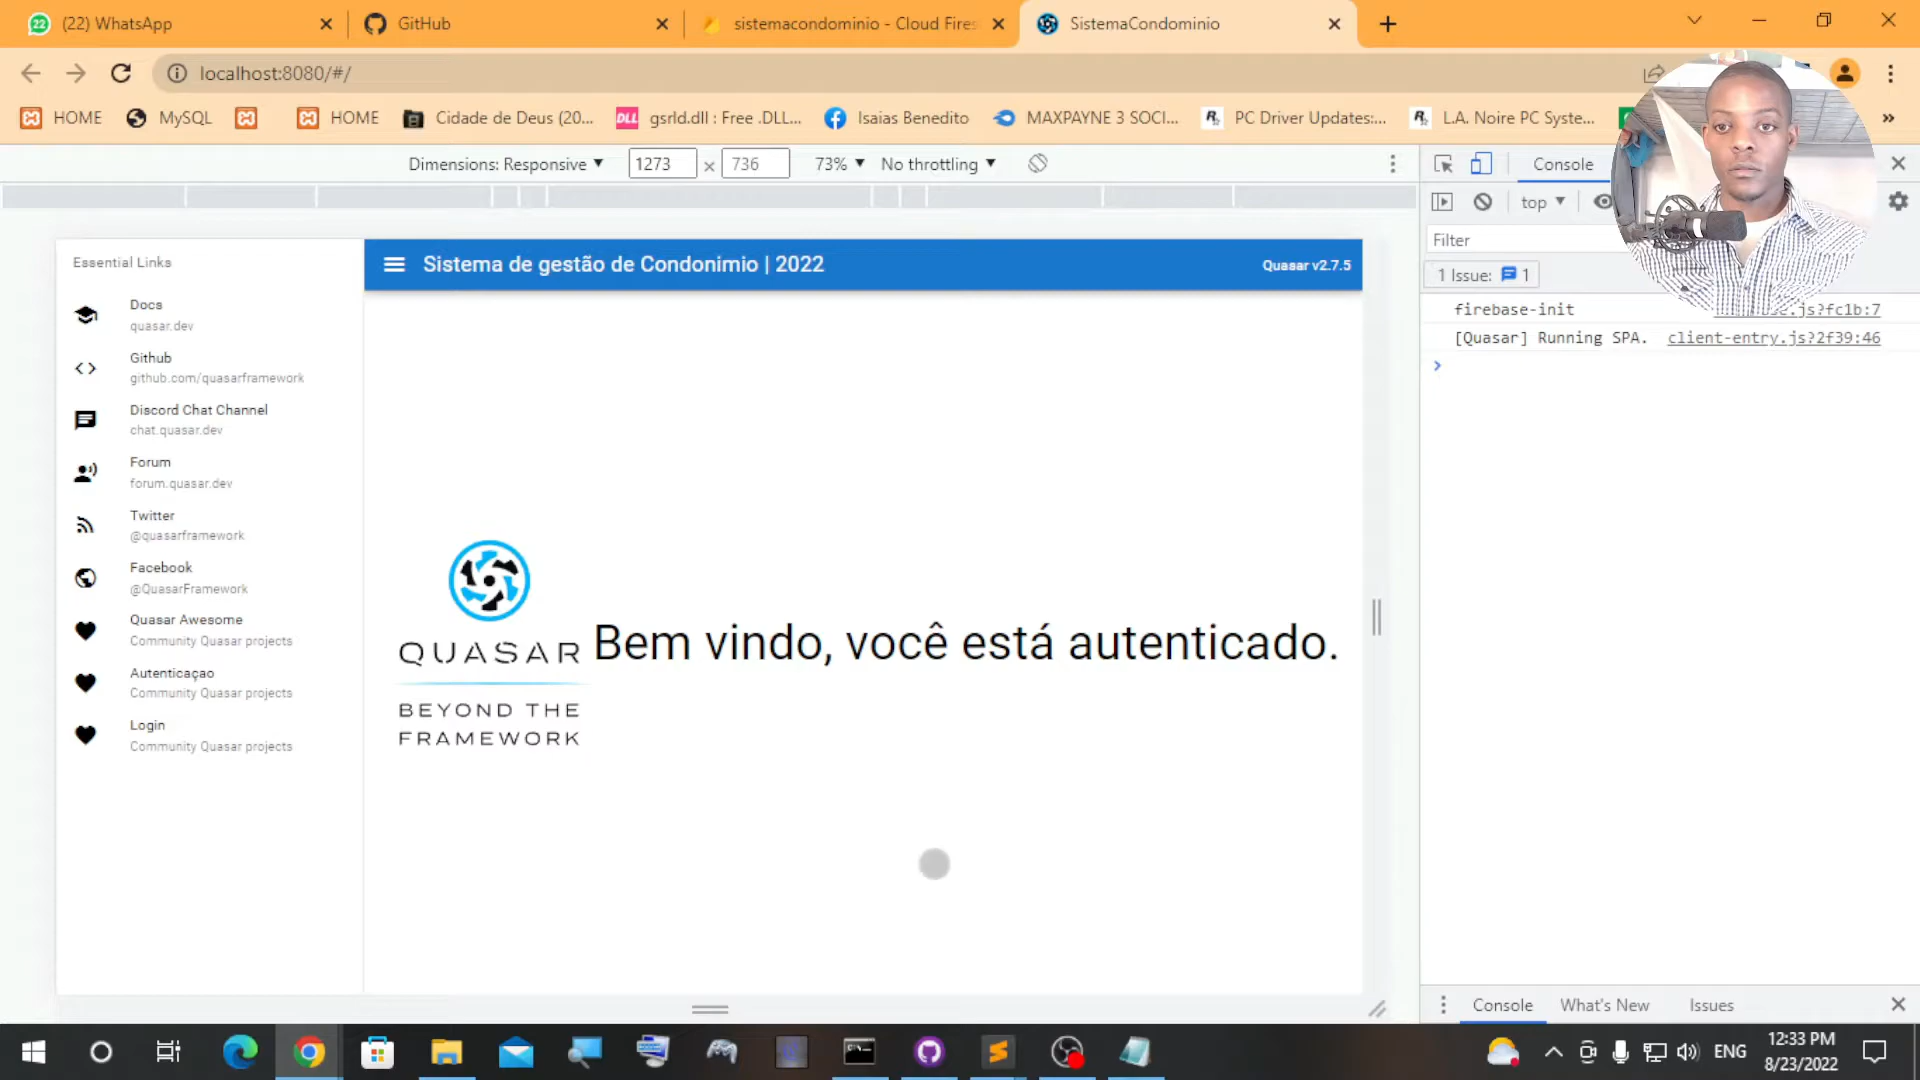 22
(22) WhatsApp
GitHub
sistemacondominio - Cloud Fires
SistemaCondominio
localhost:8080/#/
HOME
MySQL
HOME
Cidade de Deus (20...
DLL
gsrld.dll : Free .DLL...
Isaias Benedito
MAXPAYNE 3 SOCI...
PC Driver Updates:...
L.A. Noire PC Syste...
»
Dimensions: Responsive
1273
×
736
73%
No throttling
Console
top
Filter
1 Issue:
1
firebase-init
.js?fc1b:7
[Quasar] Running SPA.
client-entry.js?2f39:46
Essential Links
Docs
quasar.dev
Github
github.com/quasarframework
Discord Chat Channel
chat.quasar.dev
Forum
forum.quasar.dev
Twitter
@quasarframework
Facebook
@QuasarFramework
Quasar Awesome
Community Quasar projects
Autenticaçao
Community Quasar projects
Login
Community Quasar projects
Sistema de gestão de Condonimio | 2022
Quasar v2.7.5
QUASAR
BEYOND THE
FRAMEWORK
Bem vindo, você está autenticado.
Console
What's New
Issues
ENG
12:33 PM
8/23/2022